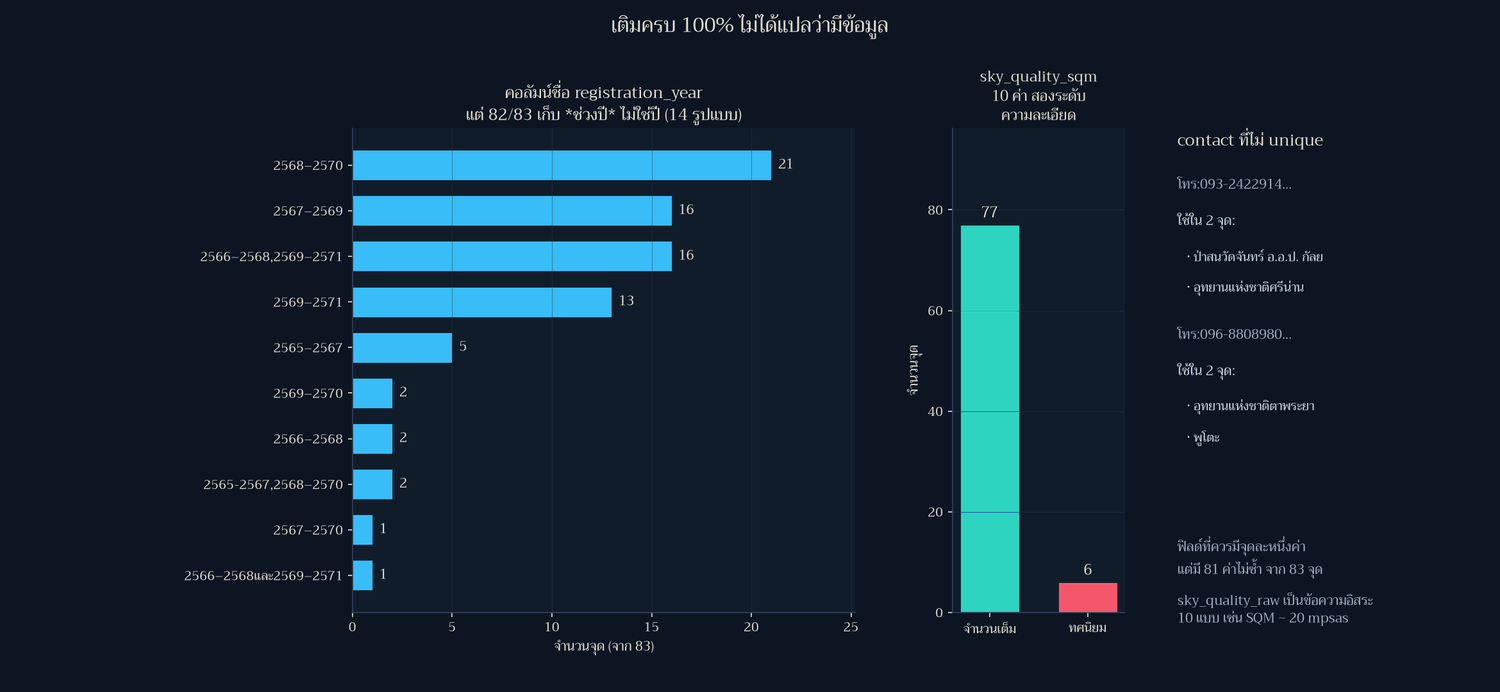 เติมครบ 100% ไม่ได้แปลว่ามีข้อมูล
คอลัมน์ชื่อ registration_year
แต่ 82/83 เก็บ *ช่วงปี* ไม่ใช่ปี (14 รูปแบบ)
2568–2570
21
2567–2569
16
2566–2568,2569–2571
16
2569–2571
13
2565–2567
5
2569–2570
2
2566–2568
2
2565-2567,2568–2570
2
2567–2570
1
2566–2568และ2569–2571
1
0 5 10 15 20 25
จำนวนจุด (จาก 83)
sky_quality_sqm
10 ค่า สองระดับ
ความละเอียด
จำนวนจุด
80
60
40
20
0
77
6
จำนวนเต็ม ทศนิยม
contact ที่ไม่ unique
โทร:093-2422914...
ใช้ใน 2 จุด:
· ป่าสนวัดจันทร์ อ.อ.ป. กัลย
· อุทยานแห่งชาติศรีน่าน
โทร:096-8808980...
ใช้ใน 2 จุด:
· อุทยานแห่งชาติตาพระยา
· พูโตะ
ฟิลด์ที่ควรมีจุดละหนึ่งค่า
แต่มี 81 ค่าไม่ซ้ำ จาก 83 จุด
sky_quality_raw เป็นข้อความอิสระ
10 แบบ เช่น SQM ~ 20 mpsas